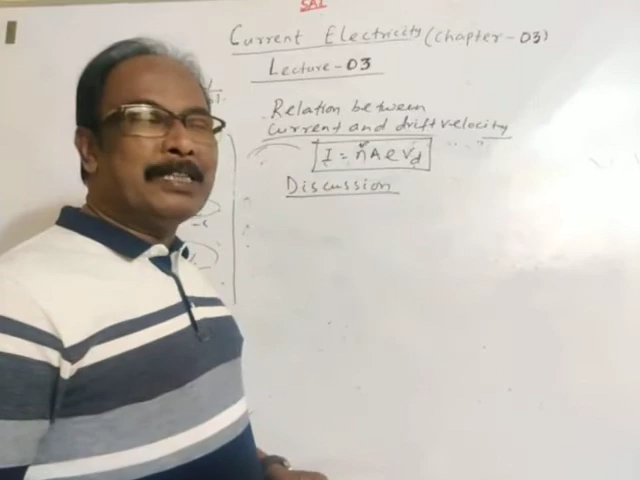 SAI
Current Electricity (Chapter-03)
Lecture-03
Relation between
current and drift velocity
I = nAeVd
Discussion